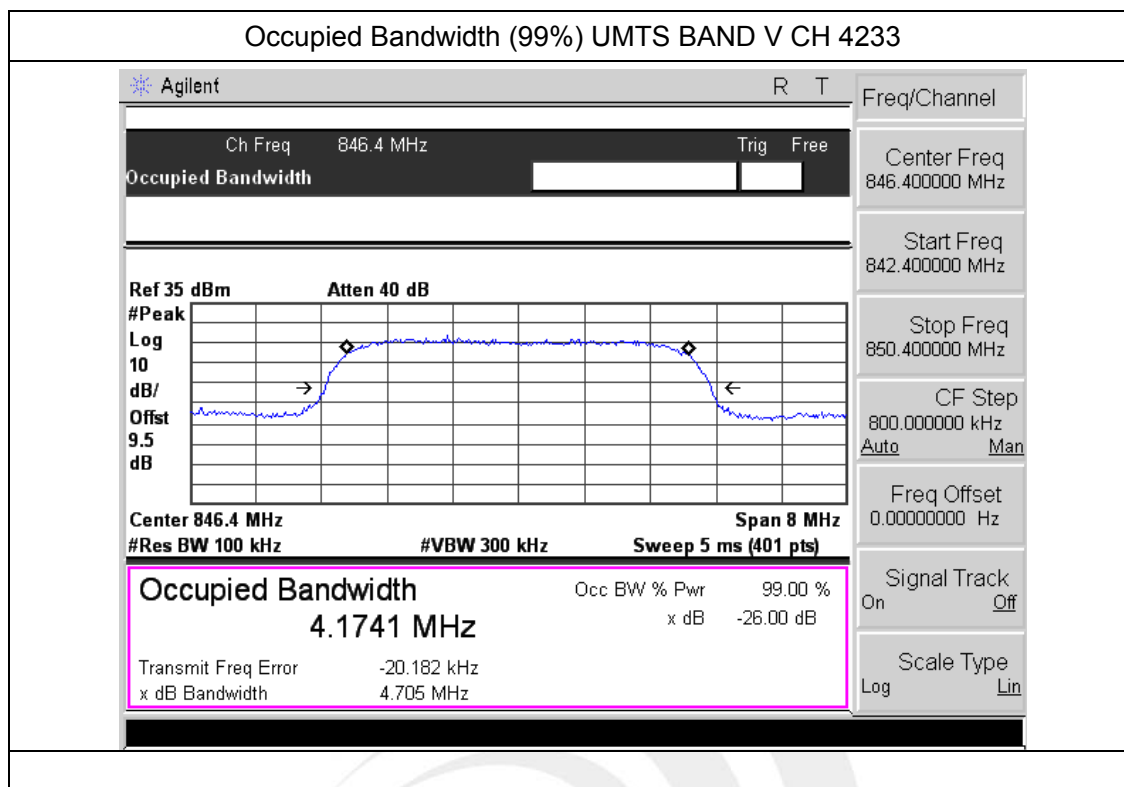 Occupied Bandwidth (99%) UMTS BAND V CH 4233
Agilent R T
Ch Freq 846.4 MHz Trig Free
Occupied Bandwidth
Ref 35 dBm Atten 40 dB
#Peak
Log
10
dB/
Offst
9.5
dB
Center 846.4 MHz Span 8 MHz
#Res BW 100 kHz #VBW 300 kHz Sweep 5 ms (401 pts)
Occupied Bandwidth Occ BW % Pwr 99.00 %
4.1741 MHz x dB -26.00 dB
Transmit Freq Error -20.182 kHz
x dB Bandwidth 4.705 MHz
Freq/Channel
Center Freq
846.400000 MHz
Start Freq
842.400000 MHz
Stop Freq
850.400000 MHz
CF Step
800.000000 kHz
Auto Man
Freq Offset
0.00000000 Hz
Signal Track
On Off
Scale Type
Log Lin